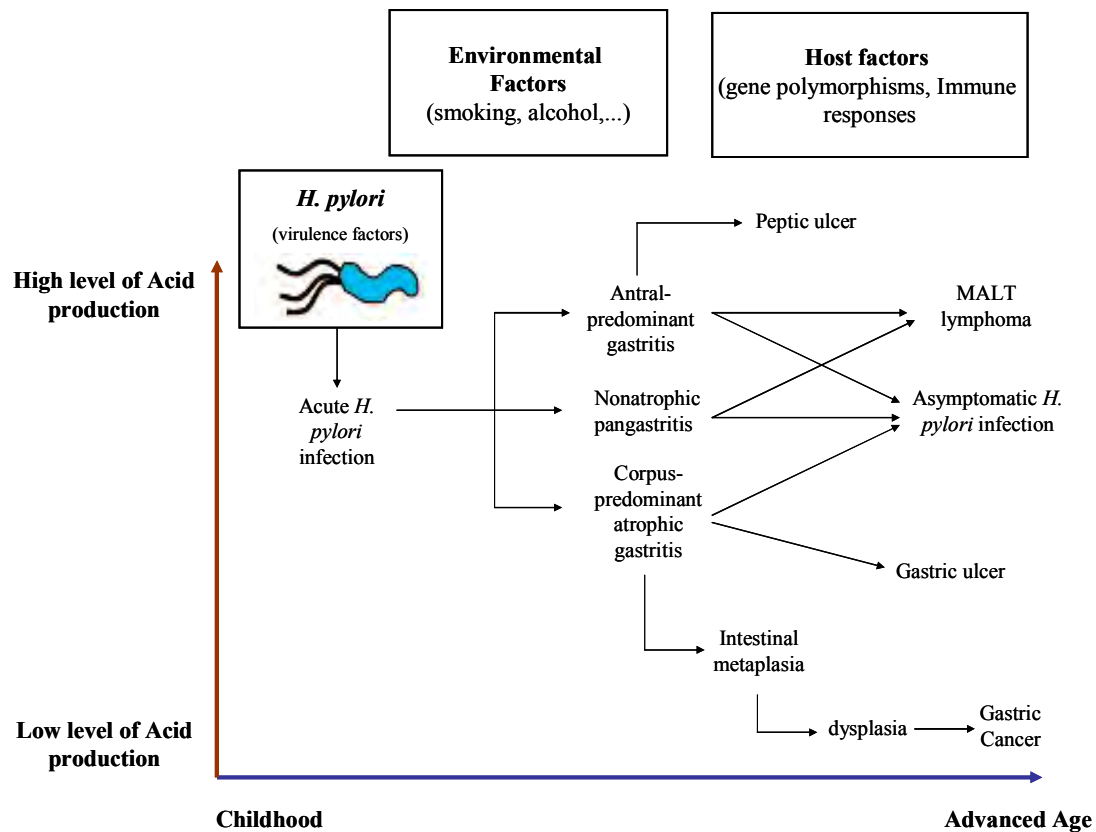 Environmental
Factors
(smoking, alcohol,...)
Host factors
(gene polymorphisms, Immune
responses
H. pylori
(virulence factors)
High level of Acid
production
Peptic ulcer
Antral-
predominant
gastritis
MALT
lymphoma
Acute H.
pylori
infection
Nonatrophic
pangastritis
Asymptomatic H.
pylori infection
Corpus-
predominant
atrophic
gastritis
Gastric ulcer
Intestinal
metaplasia
Low level of Acid
production
dysplasia
Gastric
Cancer
Childhood
Advanced Age